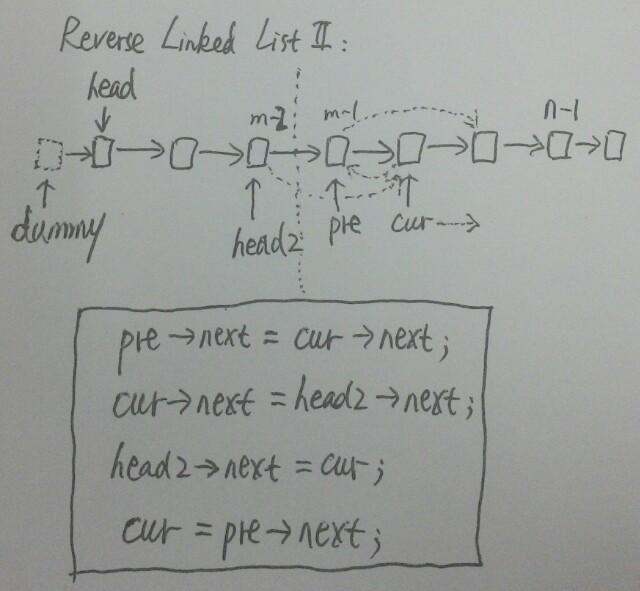 Reverse Linked List II:
head
m-2 m-1 n-1
dummy head2 pre cur
pre→next = cur→next;
cur→next = head2→next;
head2→next = cur;
cur = pre→next;